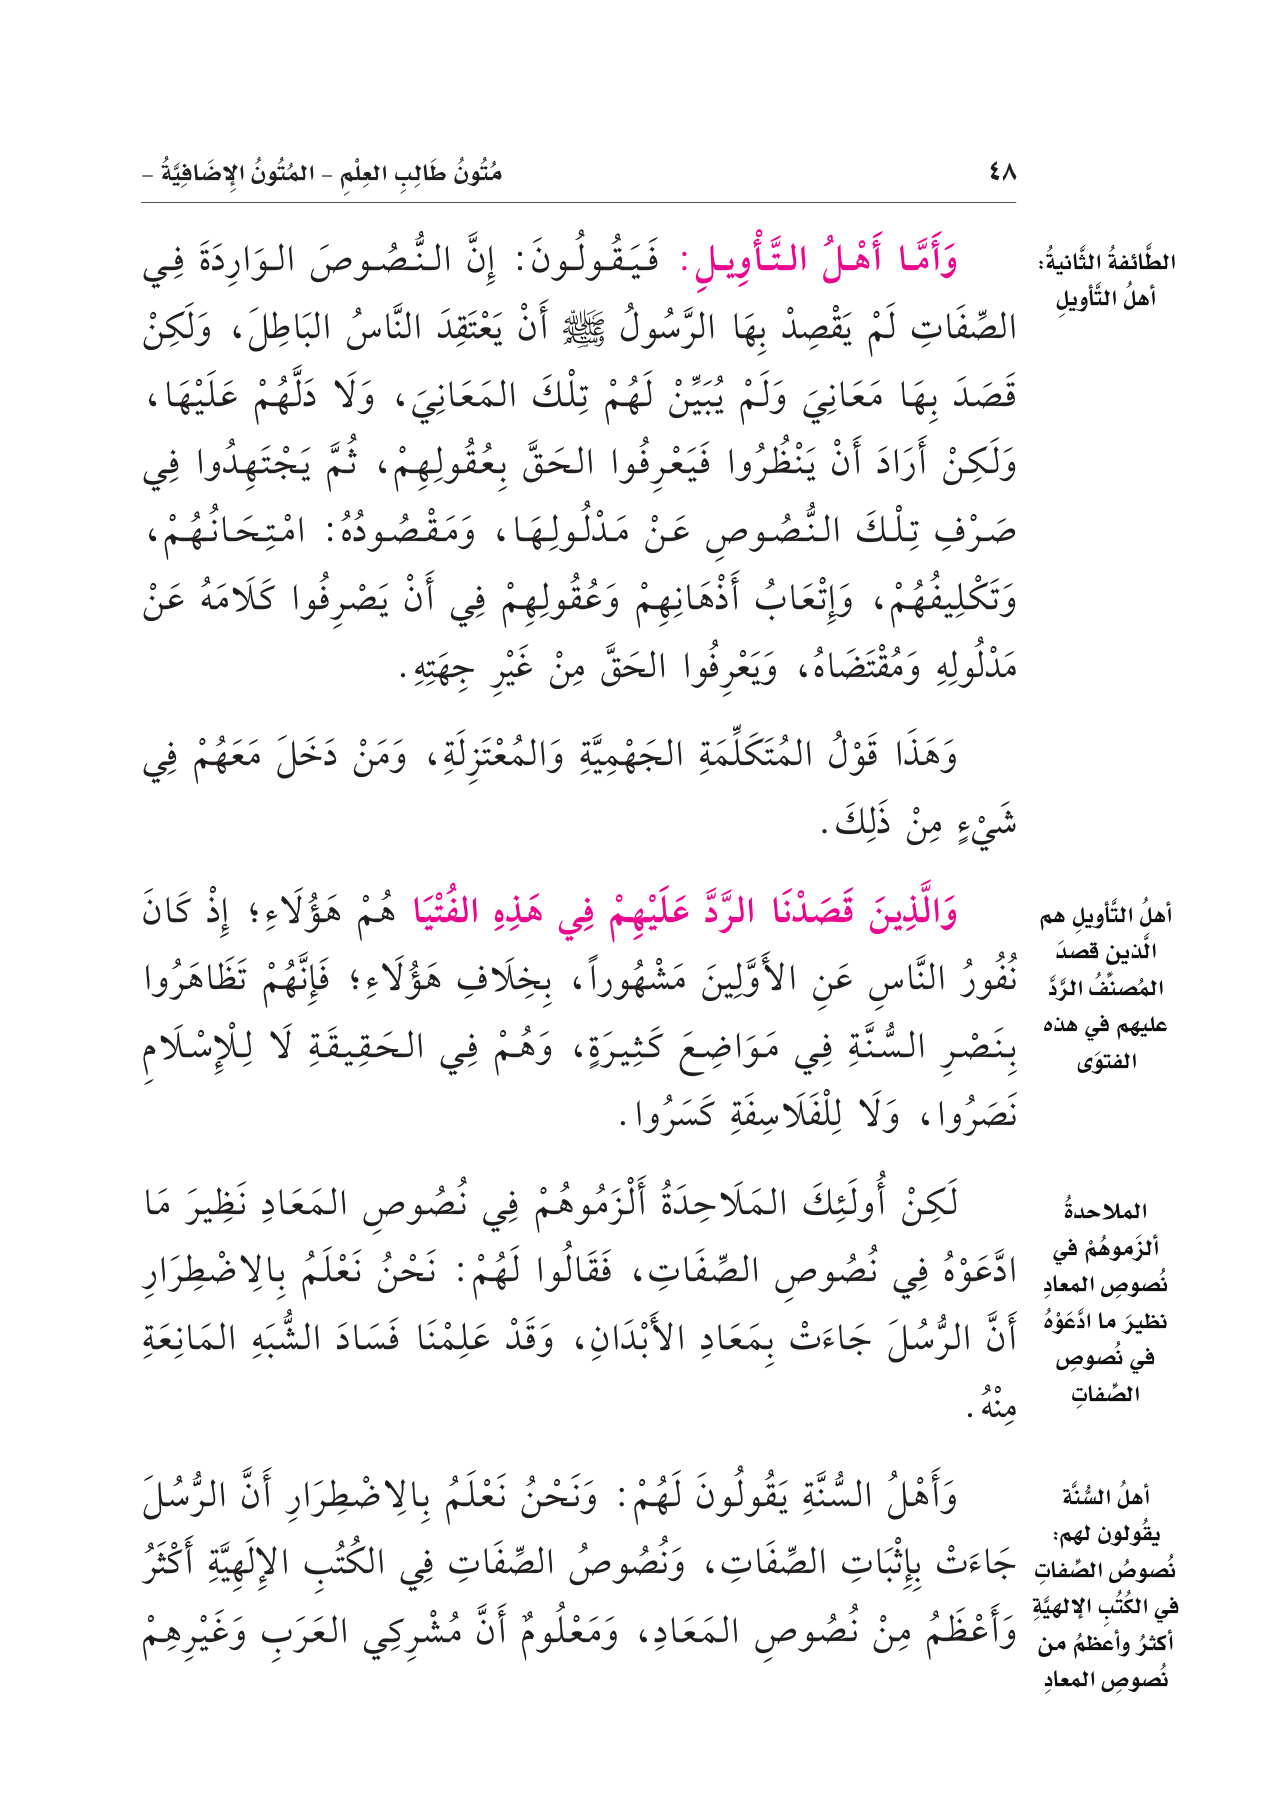 ٤٨
مُتُونُ طَالِبِ العِلْمِ – المُتُونُ الإِضَافِيَّةُ –
الطَّائفةُ الثَّانيةُ:
أهلُ التَّأويلِ
وَأَمَّا أَهْلُ التَّأْوِيلِ: فَيَقُولُونَ: إِنَّ النُّصُوصَ الوَارِدَةَ فِي
الصِّفَاتِ لَمْ يَقْصِدْ بِهَا الرَّسُولُ ﷺ أَنْ يَعْتَقِدَ النَّاسُ البَاطِلَ، وَلَكِنْ
قَصَدَ بِهَا مَعَانِيَ وَلَمْ يُبَيِّنْ لَهُمْ تِلْكَ المَعَانِيَ، وَلَا دَلَّهُمْ عَلَيْهَا،
وَلَكِنْ أَرَادَ أَنْ يَنْظُرُوا فَيَعْرِفُوا الحَقَّ بِعُقُولِهِمْ، ثُمَّ يَجْتَهِدُوا فِي
صَرْفِ تِلْكَ النُّصُوصِ عَنْ مَدْلُولِهَا، وَمَقْصُودُهُ: امْتِحَانُهُمْ،
وَتَكْلِيفُهُمْ، وَإِتْعَابُ أَذْهَانِهِمْ وَعُقُولِهِمْ فِي أَنْ يَصْرِفُوا كَلَامَهُ عَنْ
مَدْلُولِهِ وَمُقْتَضَاهُ، وَيَعْرِفُوا الحَقَّ مِنْ غَيْرِ جِهَتِهِ.
وَهَذَا قَوْلُ المُتَكَلِّمَةِ الجَهْمِيَّةِ وَالمُعْتَزِلَةِ، وَمَنْ دَخَلَ مَعَهُمْ فِي
شَيْءٍ مِنْ ذَلِكَ.
أهلُ التَّأويلِ هم
الَّذين قصدَ
المُصنِّفُ الرَّدَّ
عليهم في هذه
الفتوَى
وَالَّذِينَ قَصَدْنَا الرَّدَّ عَلَيْهِمْ فِي هَذِهِ الفُتْيَا هُمْ هَؤُلَاءِ؛ إِذْ كَانَ
نُفُورُ النَّاسِ عَنِ الأَوَّلِينَ مَشْهُوراً، بِخِلَافِ هَؤُلَاءِ؛ فَإِنَّهُمْ تَظَاهَرُوا
بِنَصْرِ السُّنَّةِ فِي مَوَاضِعَ كَثِيرَةٍ، وَهُمْ فِي الحَقِيقَةِ لَا لِلْإِسْلَامِ
نَصَرُوا، وَلَا لِلْفَلَاسِفَةِ كَسَرُوا.
الملاحدةُ
ألزَموهُمْ في
نُصوصِ المعادِ
نظيرَ ما ادَّعَوْهُ
في نُصوصِ
الصِّفاتِ
لَكِنْ أُولَئِكَ المَلَاحِدَةُ أَلْزَمُوهُمْ فِي نُصُوصِ المَعَادِ نَظِيرَ مَا
ادَّعَوْهُ فِي نُصُوصِ الصِّفَاتِ، فَقَالُوا لَهُمْ: نَحْنُ نَعْلَمُ بِالِاضْطِرَارِ
أَنَّ الرُّسُلَ جَاءَتْ بِمَعَادِ الأَبْدَانِ، وَقَدْ عَلِمْنَا فَسَادَ الشُّبَهِ المَانِعَةِ
مِنْهُ.
أهلُ السُّنَّة
يقُولون لهم:
نُصوصُ الصِّفاتِ
في الكُتُبِ الإلهيَّةِ
أكثرُ وأعظمُ من
نُصوصِ المعادِ
وَأَهْلُ السُّنَّةِ يَقُولُونَ لَهُمْ: وَنَحْنُ نَعْلَمُ بِالِاضْطِرَارِ أَنَّ الرُّسُلَ
جَاءَتْ بِإِثْبَاتِ الصِّفَاتِ، وَنُصُوصُ الصِّفَاتِ فِي الكُتُبِ الإِلَهِيَّةِ أَكْثَرُ
وَأَعْظَمُ مِنْ نُصُوصِ المَعَادِ، وَمَعْلُومٌ أَنَّ مُشْرِكِي العَرَبِ وَغَيْرِهِمْ